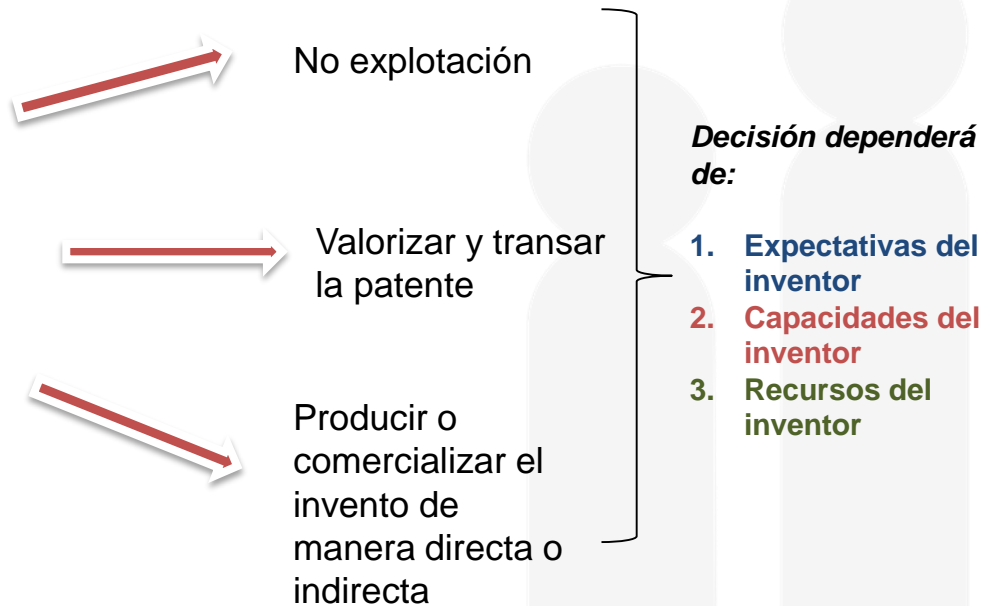 No explotación
Valorizar y transar
la patente
Producir o
comercializar el
invento de
manera directa o
indirecta
Decisión dependerá
de:
1. Expectativas del
inventor
2. Capacidades del
inventor
3. Recursos del
inventor